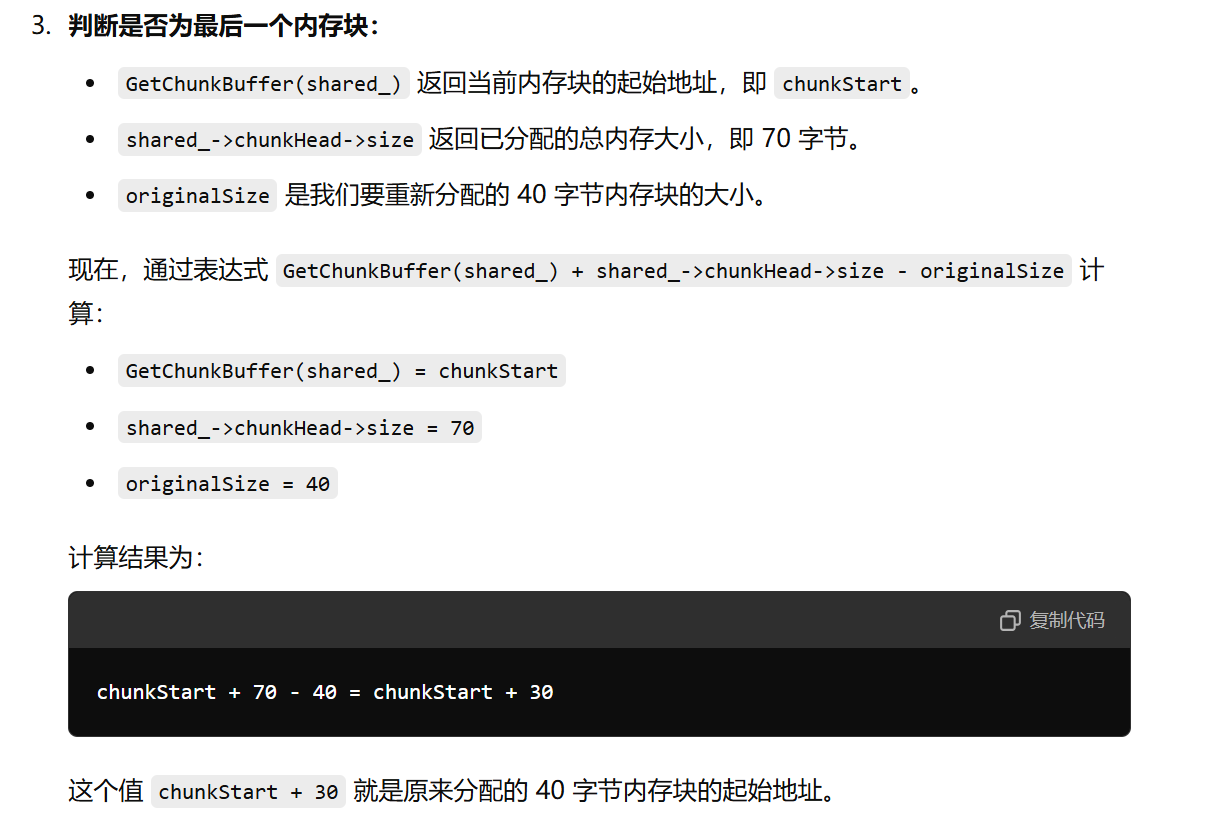 3. 判断是否为最后一个内存块：
• GetChunkBuffer(shared_) 返回当前内存块的起始地址，即 chunkStart。
• shared_->chunkHead->size 返回已分配的总内存大小，即 70 字节。
• originalSize 是我们要重新分配的 40 字节内存块的大小。
现在，通过表达式 GetChunkBuffer(shared_) + shared_->chunkHead->size - originalSize 计
算：
• GetChunkBuffer(shared_) = chunkStart
• shared_->chunkHead->size = 70
• originalSize = 40
计算结果为：
复制代码
chunkStart + 70 - 40 = chunkStart + 30
这个值 chunkStart + 30 就是原来分配的 40 字节内存块的起始地址。